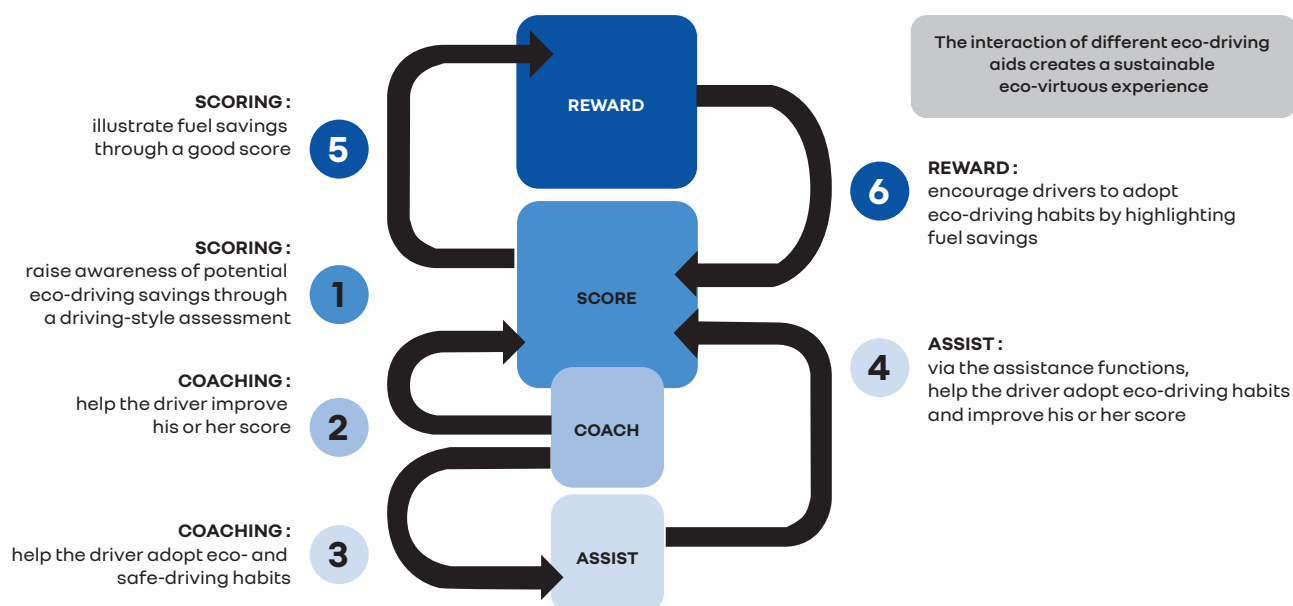 SCORING :
illustrate fuel savings
through a good score
5
SCORING :
raise awareness of potential
eco-driving savings through
a driving-style assessment
1
COACHING :
help the driver improve
his or her score
2
COACHING :
help the driver adopt eco- and
safe-driving habits
3
REWARD
SCORE
COACH
ASSIST
The interaction of different eco-driving
aids creates a sustainable
eco-virtuous experience
6
REWARD :
encourage drivers to adopt
eco-driving habits by highlighting
fuel savings
4
ASSIST :
via the assistance functions,
help the driver adopt eco-driving habits
and improve his or her score